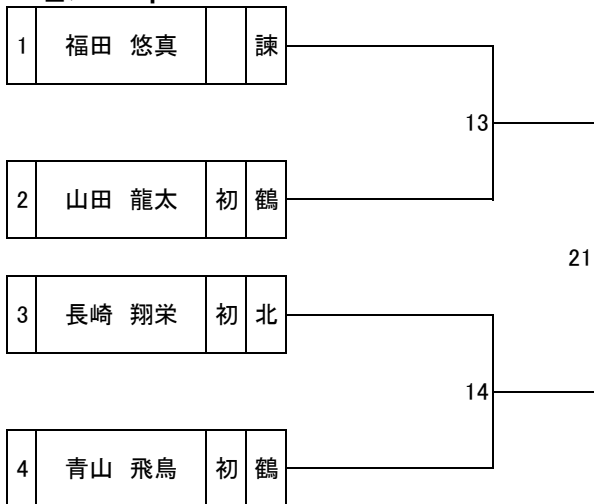 1 福田 悠真 諫
13
2 山田 龍太 初 鶴
21
3 長崎 翔栄 初 北
14
4 青山 飛鳥 初 鶴